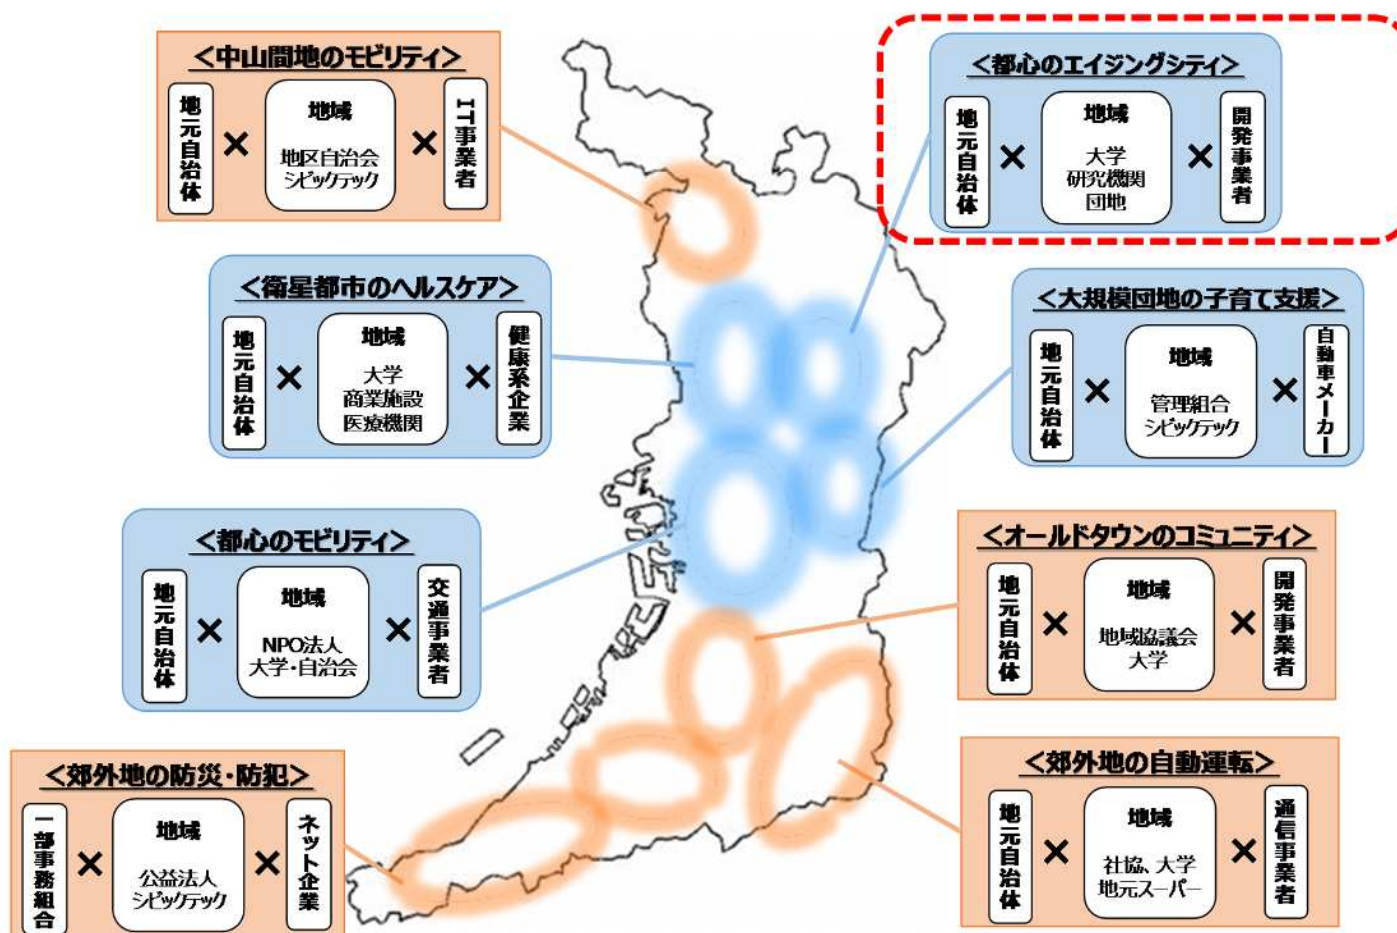 <中山間地のモビリティ>
地元自治体
×
地域
地区自治会
シビックテック
×
IT事業者
<都心のエイジングシティ>
地元自治体
×
地域
大学
研究機関
団地
×
開発事業者
<衛星都市のヘルスケア>
地元自治体
×
地域
大学
商業施設
医療機関
×
健康系企業
<大規模団地の子育て支援>
地元自治体
×
地域
管理組合
シビックテック
×
自動車メーカー
<都心のモビリティ>
地元自治体
×
地域
NPO法人
大学・自治会
×
交通事業者
<オールドタウンのコミュニティ>
地元自治体
×
地域
地域協議会
大学
×
開発事業者
<郊外地の防災・防犯>
一部事務組合
×
地域
公益法人
シビックテック
×
ネット企業
<郊外地の自動運転>
地元自治体
×
地域
社協、大学
地元スーパー
×
通信事業者